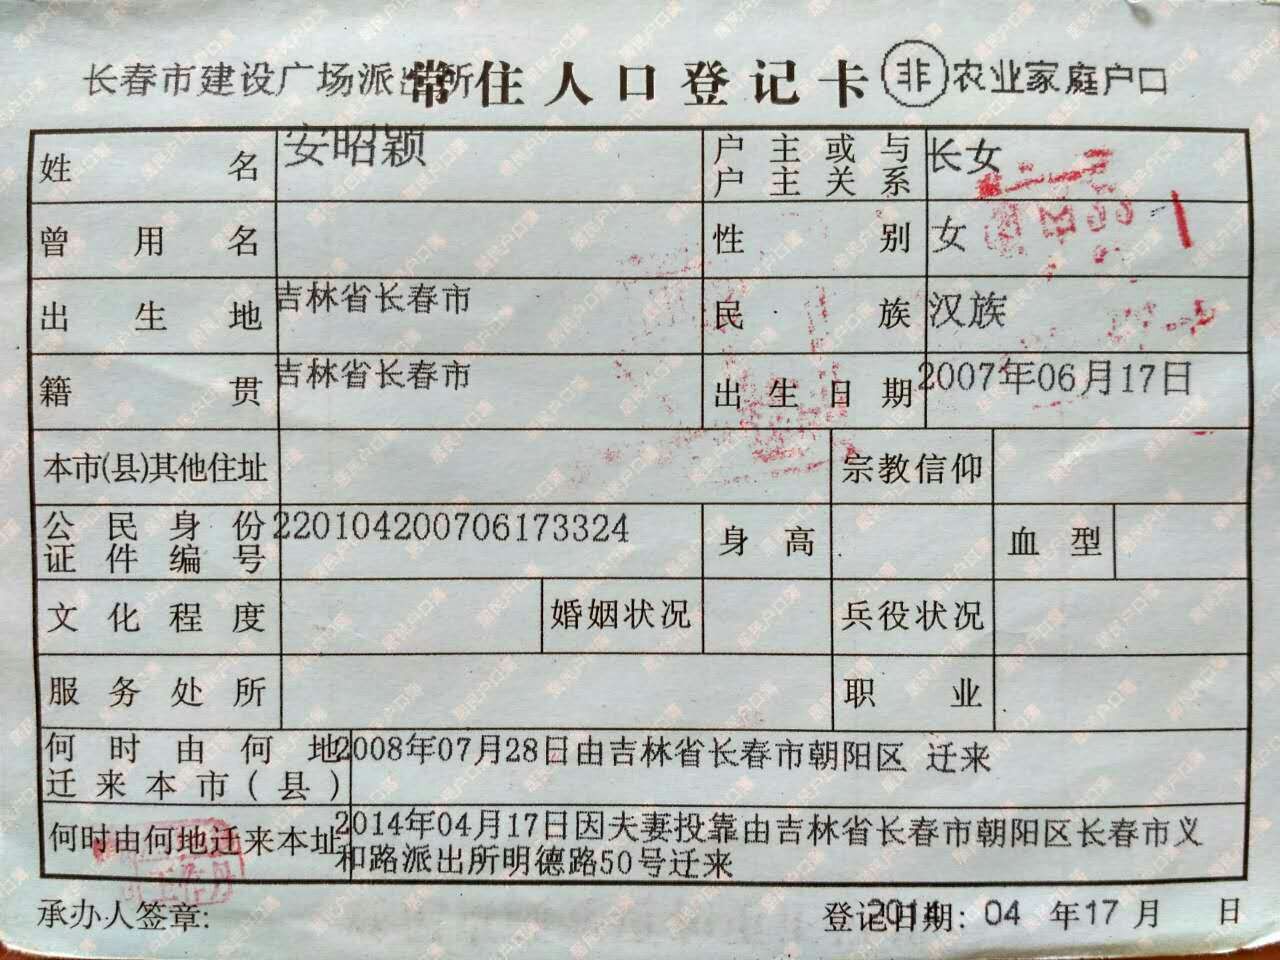 长春市建设广场派出所 常住人口登记卡 非 农业家庭户口
姓名 安昭颖 户主或与户主关系 长女
曾用名 性别 女
出生地 吉林省长春市 民族 汉族
籍贯 吉林省长春市 出生日期 2007年06月17日
本市(县)其他住址 宗教信仰
公民身份证件编号 220104200706173324 身高 血型
文化程度 婚姻状况 兵役状况
服务处所 职业
何时由何地迁来本市(县) 2008年07月28日由吉林省长春市朝阳区 迁来
何时由何地迁来本址 2014年04月17日因夫妻投靠由吉林省长春市朝阳区长春市义
和路派出所明德路50号迁来
承办人签章: 登记日期: 2014 04 年17 月 日